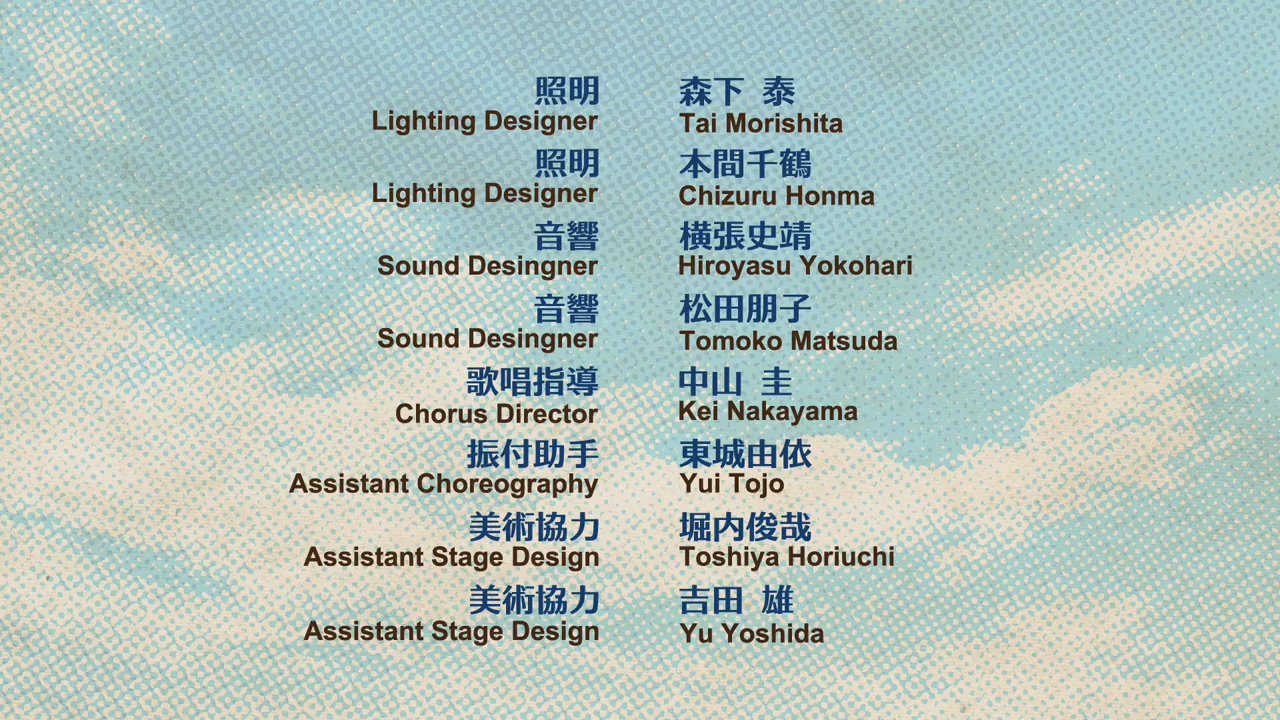 照明 森下 泰
Lighting Designer Tai Morishita
照明 本間千鶴
Lighting Designer Chizuru Honma
音響 横張史靖
Sound Desingner Hiroyasu Yokohari
音響 松田朋子
Sound Desingner Tomoko Matsuda
歌唱指導 中山 圭
Chorus Director Kei Nakayama
振付助手 東城由依
Assistant Choreography Yui Tojo
美術協力 堀内俊哉
Assistant Stage Design Toshiya Horiuchi
美術協力 吉田 雄
Assistant Stage Design Yu Yoshida